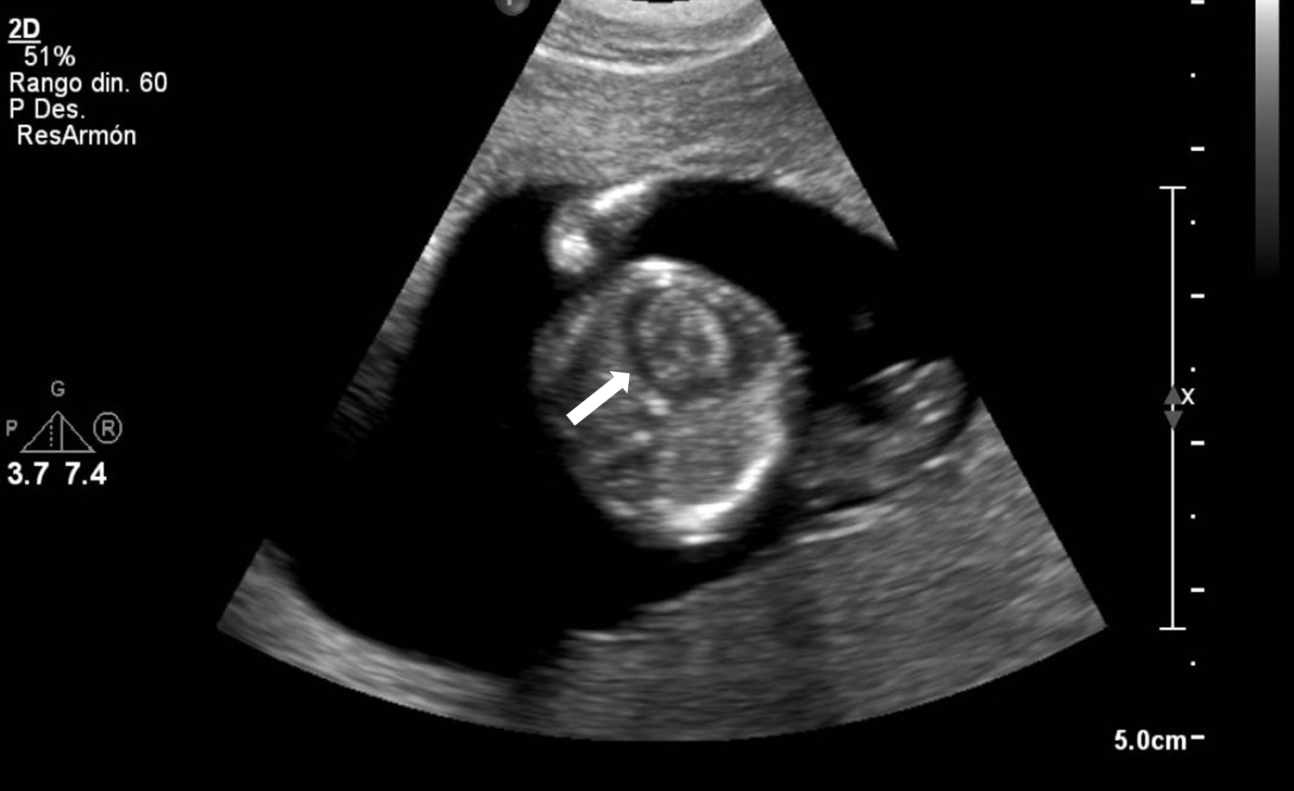 2D
51%
Rango din. 60
P Des.
ResArmón
G
P R
3.7 7.4
X
5.0cm